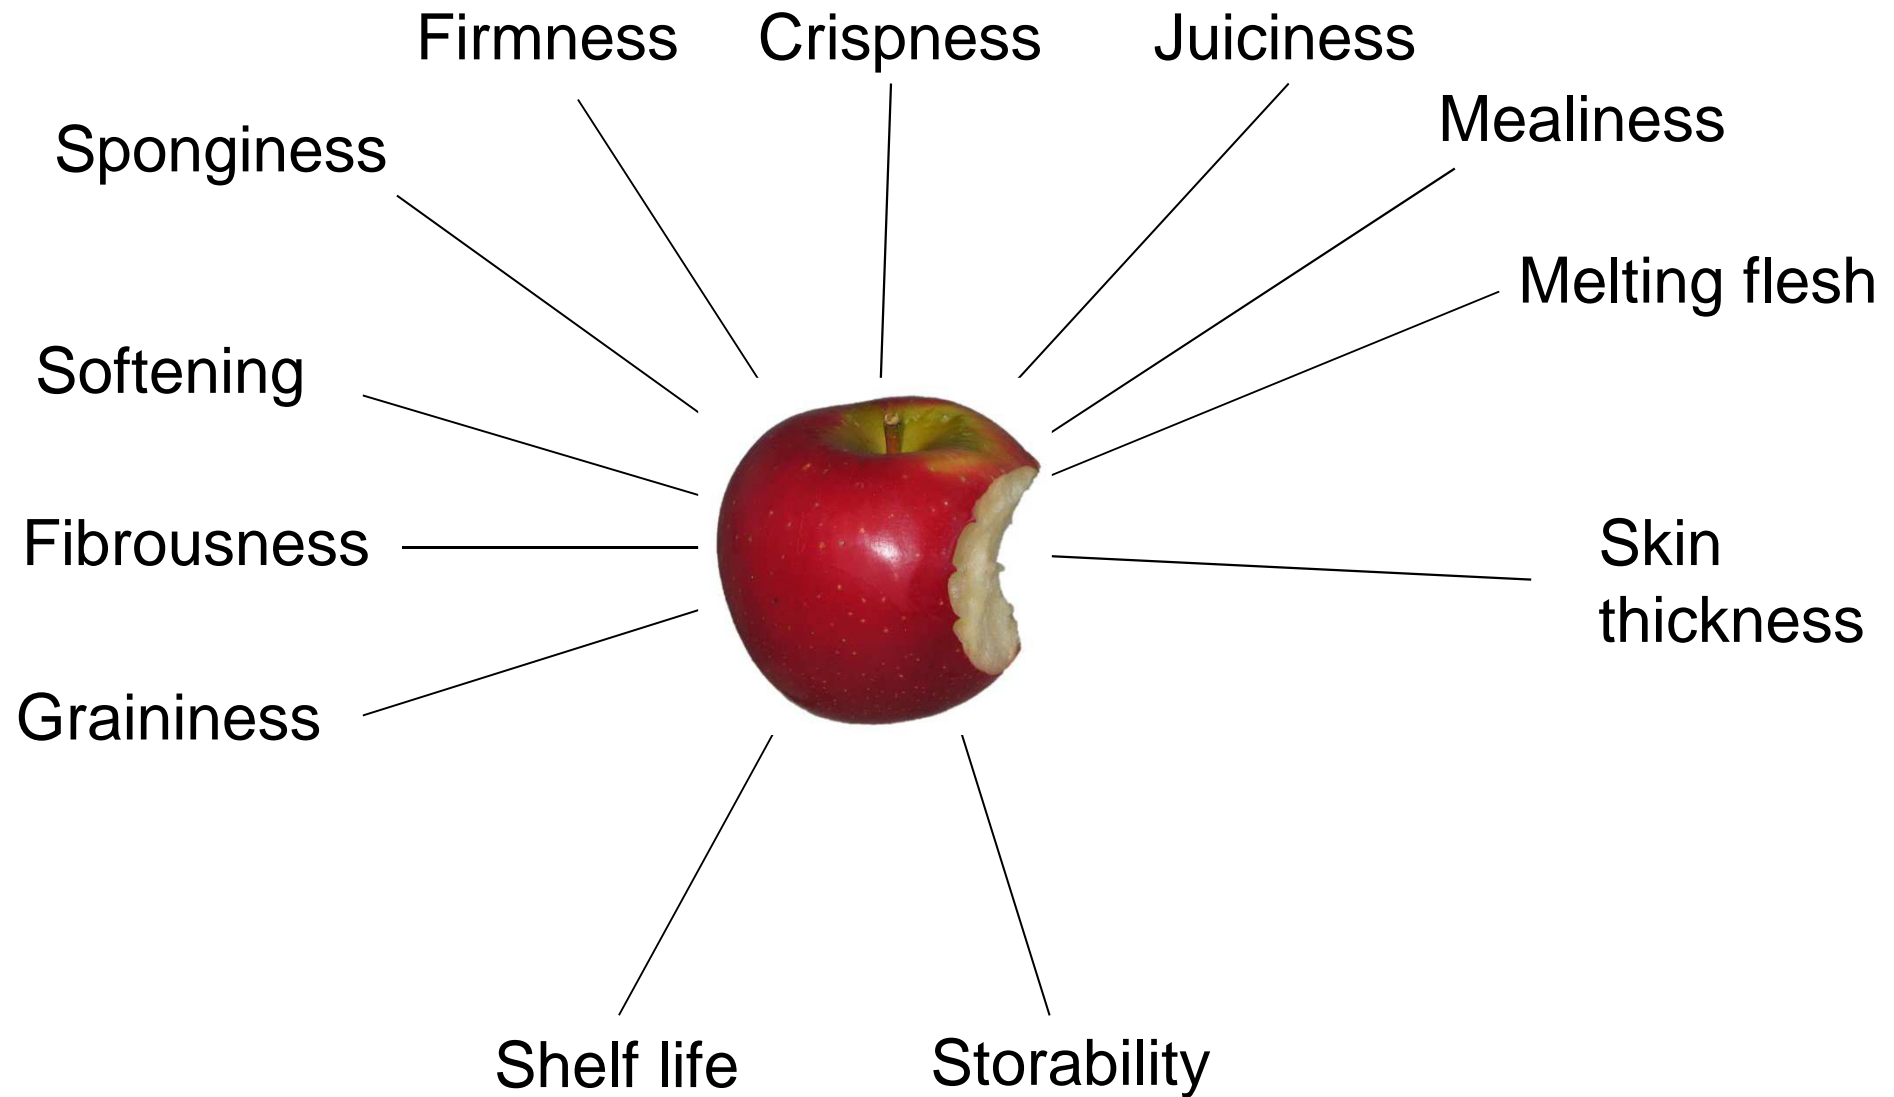 Firmness
Crispness
Juiciness
Mealiness
Sponginess
Melting flesh
Softening
Fibrousness
Skin
thickness
Graininess
Shelf life
Storability